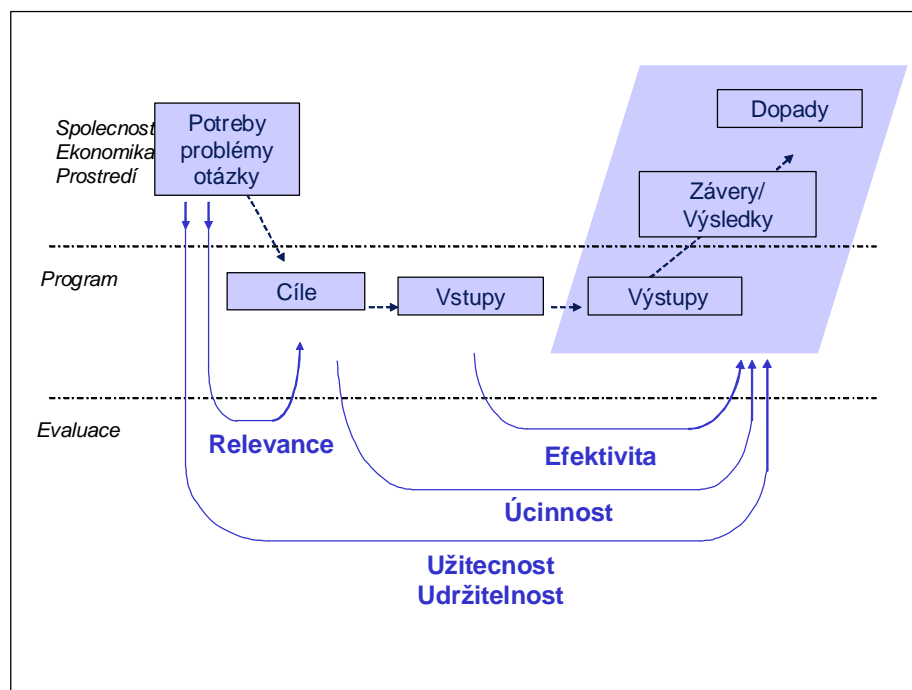 Dopady
Spolecnost
Ekonomika
Prostredí
Potreby
problémy
otázky
Závery/
Výsledky
Program
Cíle
Vstupy
Výstupy
Evaluace
Relevance
Efektivita
Úcinnost
Užitecnost
Udržitelnost